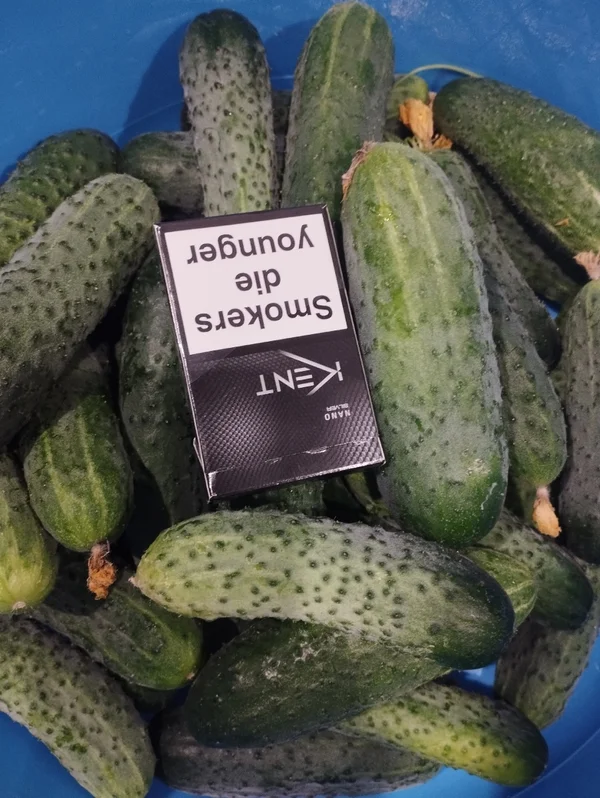 NANO
SILVER
KENT
Smokers
die
younger